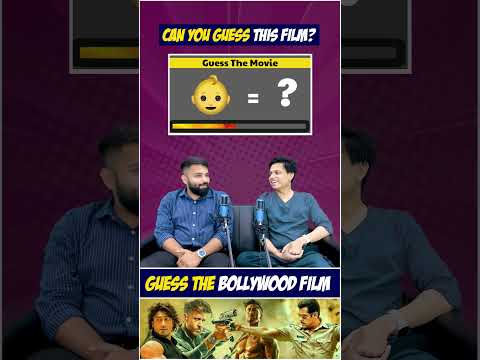 CAN YOU GUESS THIS FILM?
Guess The Movie
= ?
GUESS THE BOLLYWOOD FILM